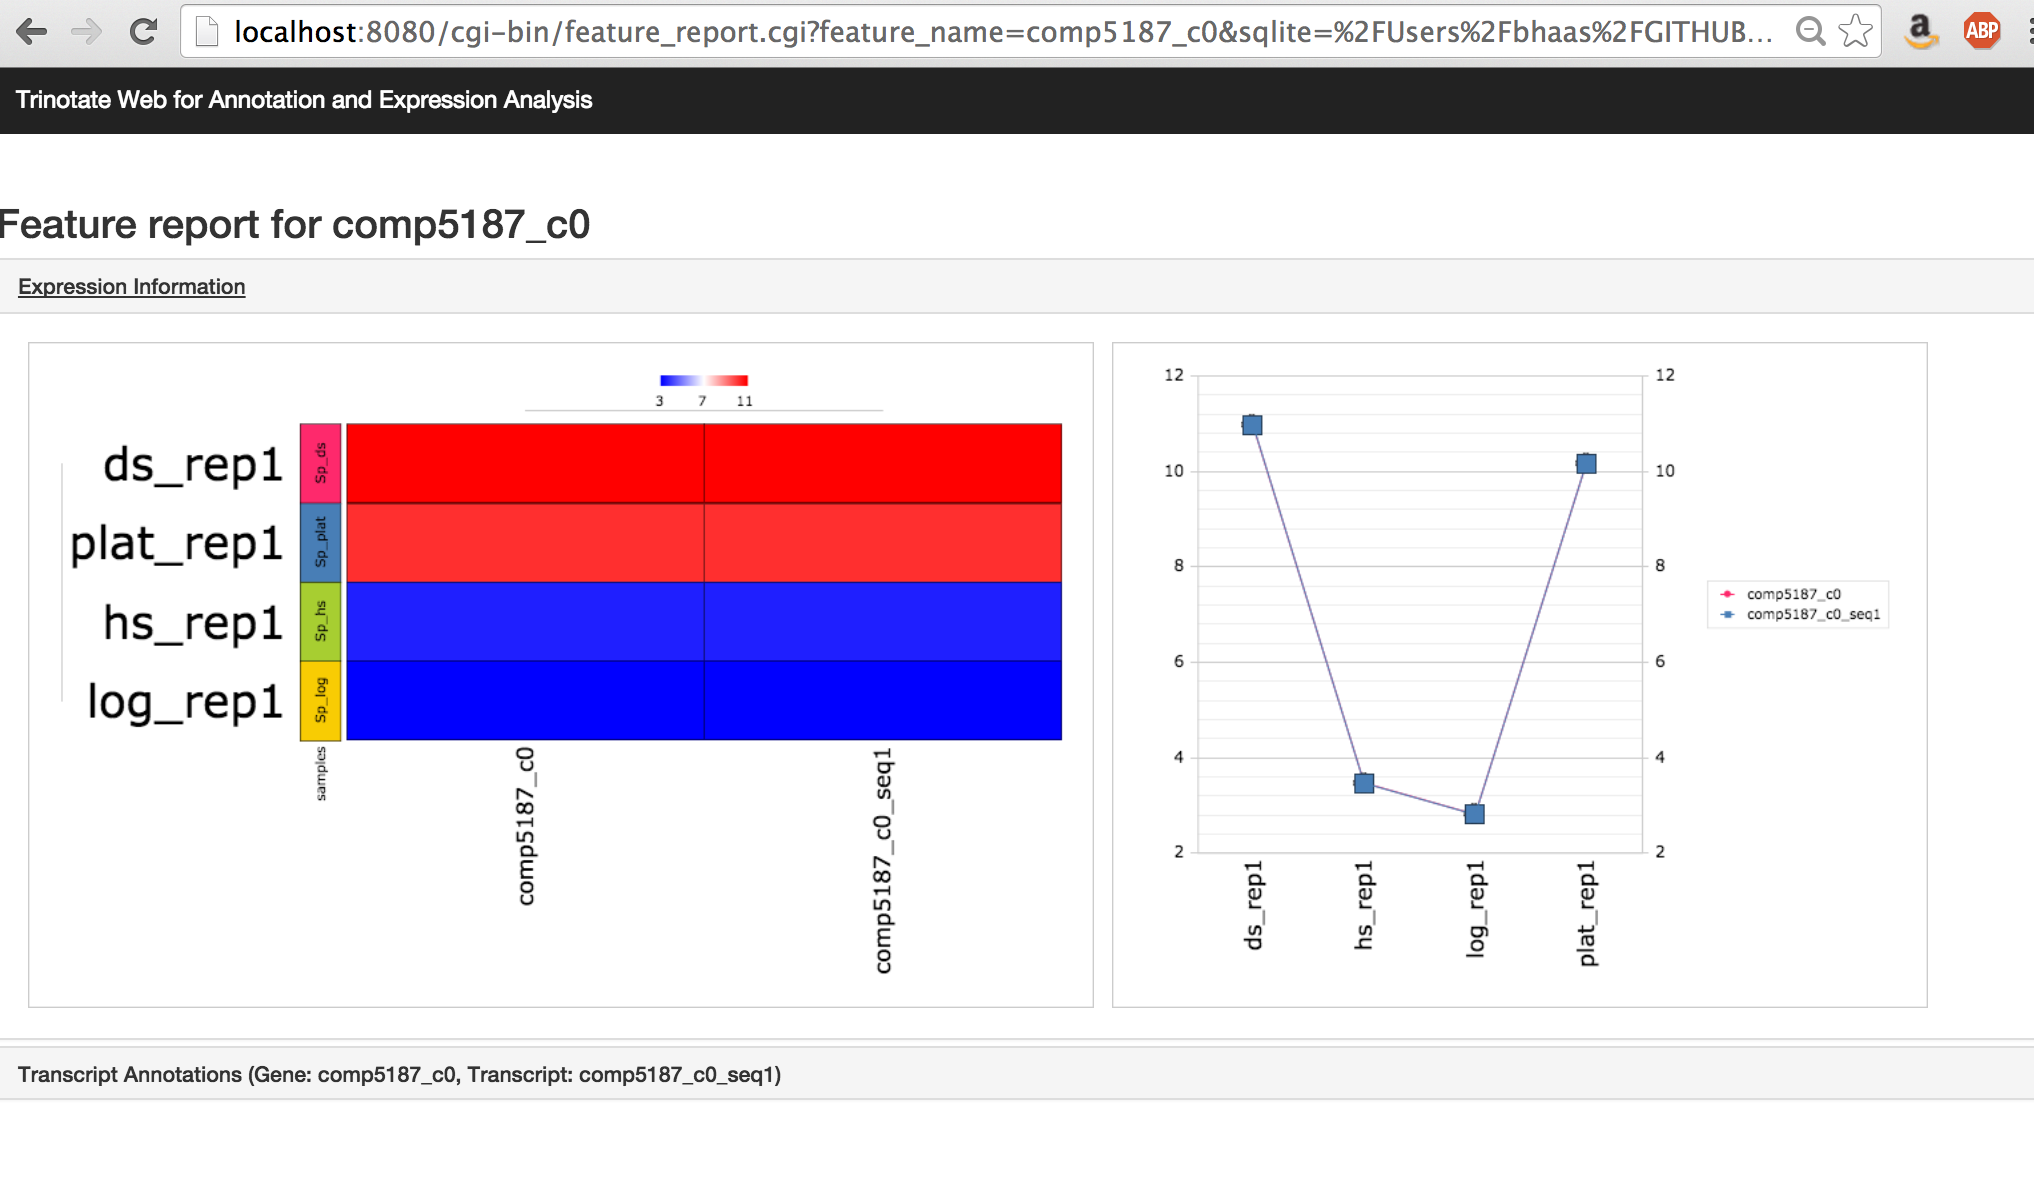 localhost:8080/cgi-bin/feature_report.cgi?feature_name=comp5187_c0&sqlite=%2FUsers%2Fbhaas%2FGITHUB...
a
ABP
Trinotate Web for Annotation and Expression Analysis
Feature report for comp5187_c0
Expression Information
3 7 11
ds_rep1 Sp_ds
plat_rep1 Sp_plat
hs_rep1 Sp_hs
log_rep1 Sp_log
samples
comp5187_c0
comp5187_c0_seq1
12 12
10 10
8 8
6 6
4 4
2 2
ds_rep1
hs_rep1
log_rep1
plat_rep1
comp5187_c0
comp5187_c0_seq1
Transcript Annotations (Gene: comp5187_c0, Transcript: comp5187_c0_seq1)